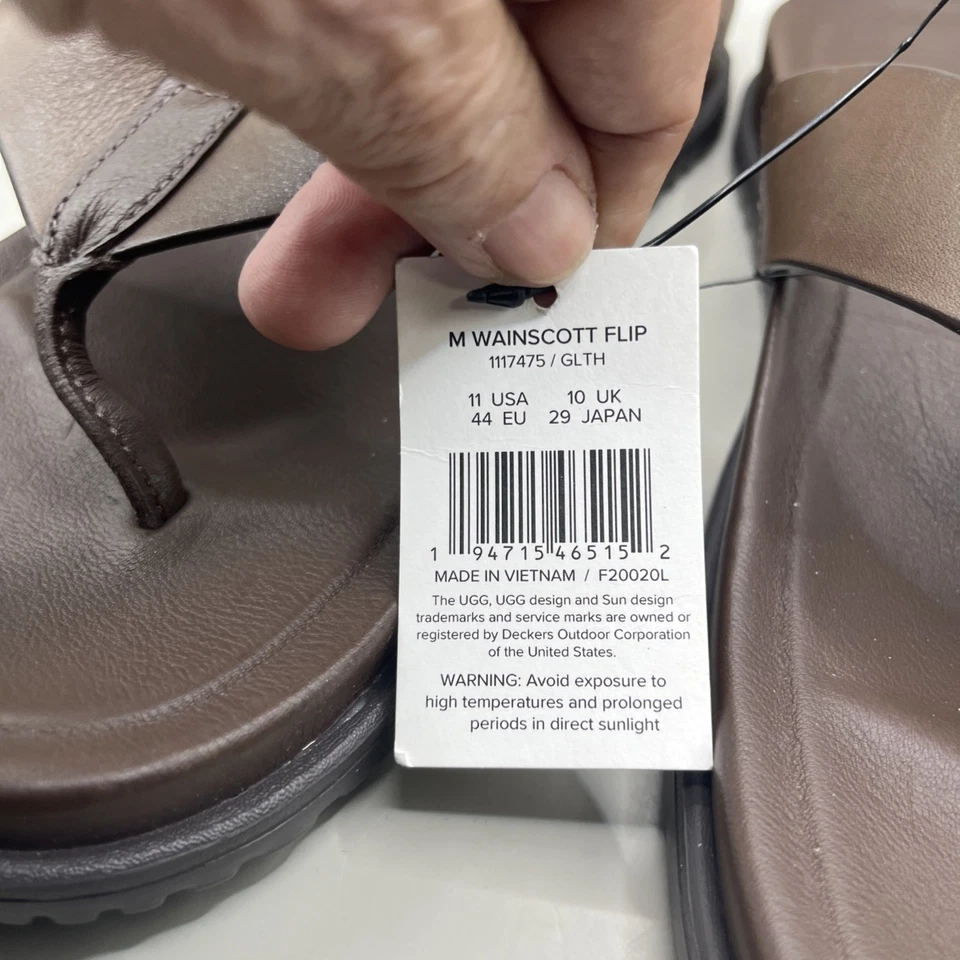 M WAINSCOTT FLIP
1117475 / GLTH
11 USA 10 UK
44 EU 29 JAPAN
1 94715 46515 2
MADE IN VIETNAM / F20020L
The UGG, UGG design and Sun design
trademarks and service marks are owned or
registered by Deckers Outdoor Corporation
of the United States.
WARNING: Avoid exposure to
high temperatures and prolonged
periods in direct sunlight